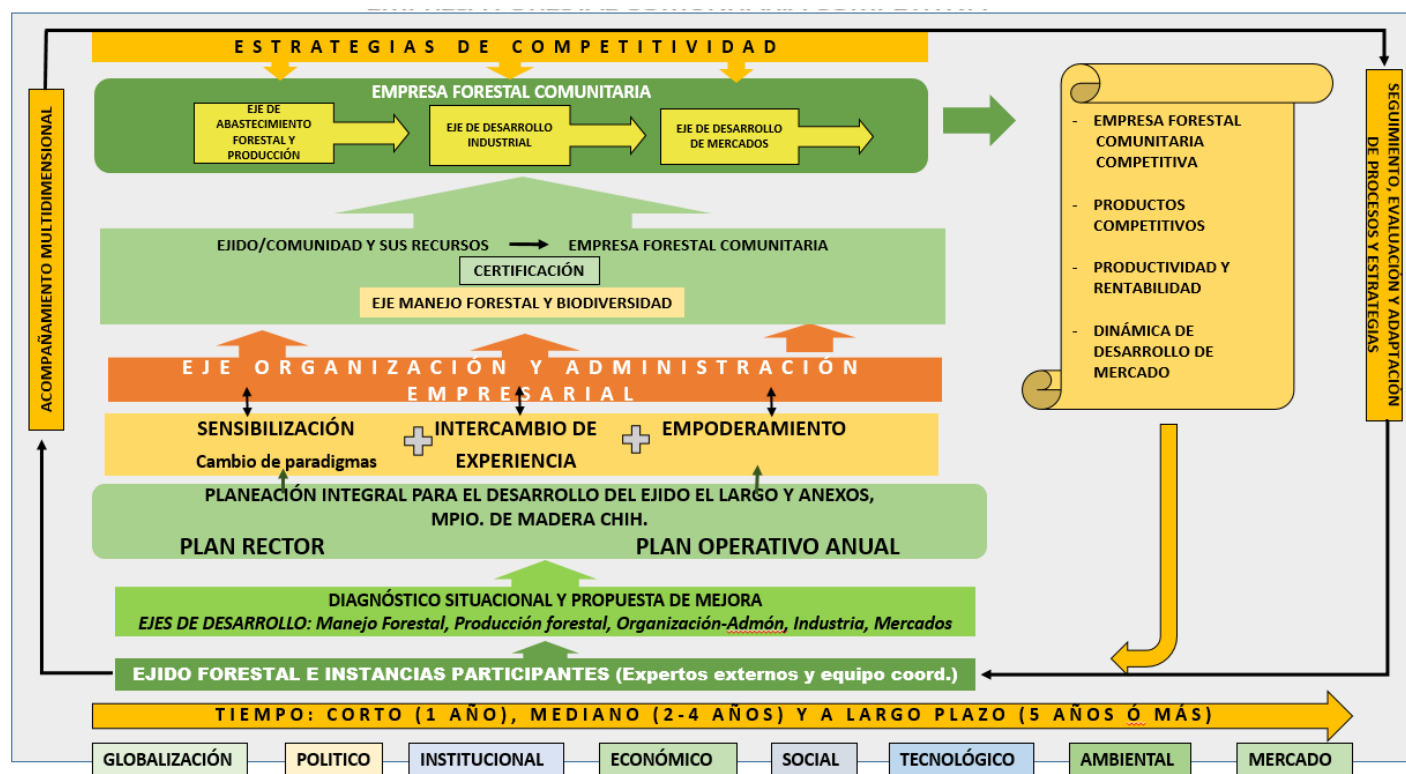 ESTRATEGIAS DE COMPETITIVIDAD
EMPRESA FORESTAL COMUNITARIA
EJE DE
ABASTECIMIENTO
FORESTAL Y
PRODUCCIÓN
EJE DE DESARROLLO
INDUSTRIAL
EJE DE DESARROLLO
DE MERCADOS
EJIDO/COMUNIDAD Y SUS RECURSOS
EMPRESA FORESTAL COMUNITARIA
CERTIFICACIÓN
EJE MANEJO FORESTAL Y BIODIVERSIDAD
EJE ORGANIZACIÓN Y ADMINISTRACIÓN
EMPRESARIAL
SENSIBILIZACIÓN
Cambio de paradigmas
INTERCAMBIO DE
EXPERIENCIA
EMPODERAMIENTO
PLANEACIÓN INTEGRAL PARA EL DESARROLLO DEL EJIDO EL LARGO Y ANEXOS,
MPIO. DE MADERA CHIH.
PLAN RECTOR
PLAN OPERATIVO ANUAL
DIAGNÓSTICO SITUACIONAL Y PROPUESTA DE MEJORA
EJES DE DESARROLLO: Manejo Forestal, Producción forestal, Organización-Admón, Industria, Mercados
EJIDO FORESTAL E INSTANCIAS PARTICIPANTES (Expertos externos y equipo coord.)
ACOMPAÑAMIENTO MULTIDIMENSIONAL
- EMPRESA FORESTAL
COMUNITARIA
COMPETITIVA
- PRODUCTOS
COMPETITIVOS
- PRODUCTIVIDAD Y
RENTABILIDAD
- DINÁMICA DE
DESARROLLO DE
MERCADO
SEGUIMIENTO, EVALUACIÓN Y ADAPTACIÓN
DE PROCESOS Y ESTRATEGIAS
TIEMPO: CORTO (1 AÑO), MEDIANO (2-4 AÑOS) Y A LARGO PLAZO (5 AÑOS Ó MÁS)
GLOBALIZACIÓN
POLITICO
INSTITUCIONAL
ECONÓMICO
SOCIAL
TECNOLÓGICO
AMBIENTAL
MERCADO